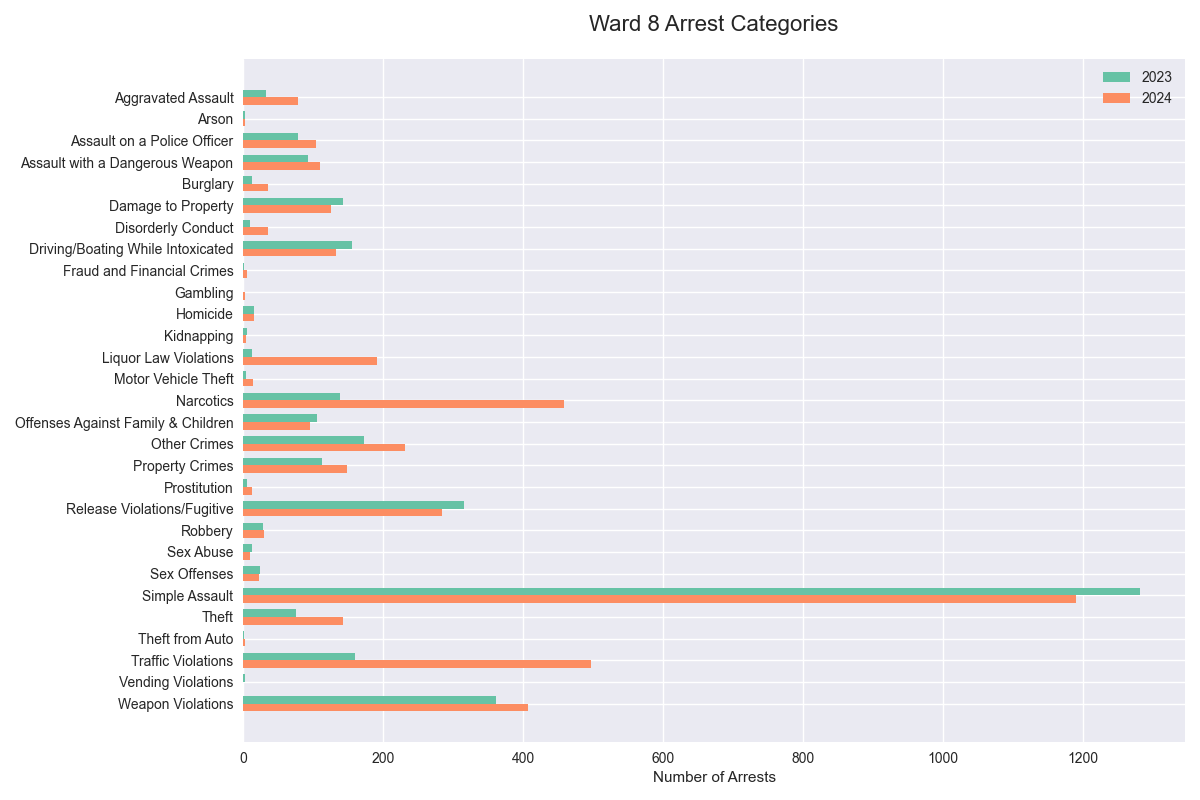 Ward 8 Arrest Categories
2023
2024
Aggravated Assault
Arson
Assault on a Police Officer
Assault with a Dangerous Weapon
Burglary
Damage to Property
Disorderly Conduct
Driving/Boating While Intoxicated
Fraud and Financial Crimes
Gambling
Homicide
Kidnapping
Liquor Law Violations
Motor Vehicle Theft
Narcotics
Offenses Against Family & Children
Other Crimes
Property Crimes
Prostitution
Release Violations/Fugitive
Robbery
Sex Abuse
Sex Offenses
Simple Assault
Theft
Theft from Auto
Traffic Violations
Vending Violations
Weapon Violations
0 200 400 600 800 1000 1200
Number of Arrests